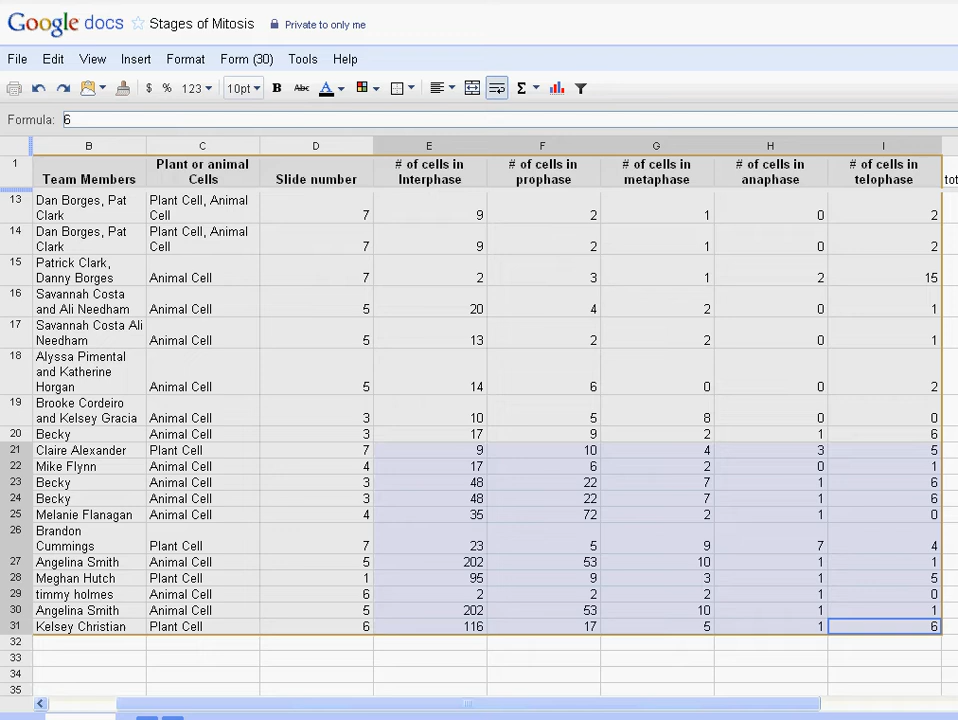 Google docs Stages of Mitosis Private to only me
File Edit View Insert Format Form (30) Tools Help
$ % 123 10pt B Abc A Σ
Formula: 6
B C D E F G H I
1 Team Members Plant or animal Cells Slide number # of cells in Interphase # of cells in prophase # of cells in metaphase # of cells in anaphase # of cells in telophase tot
13 Dan Borges, Pat Clark Plant Cell, Animal Cell 7 9 2 1 0 2
14 Dan Borges, Pat Clark Plant Cell, Animal Cell 7 9 2 1 0 2
15 Patrick Clark, Danny Borges Animal Cell 7 2 3 1 2 15
16 Savannah Costa and Ali Needham Animal Cell 5 20 4 2 0 1
17 Savannah Costa Ali Needham Animal Cell 5 13 2 2 0 1
18 Alyssa Pimental and Katherine Horgan Animal Cell 5 14 6 0 0 2
19 Brooke Cordeiro and Kelsey Gracia Animal Cell 3 10 5 8 0 0
20 Becky Animal Cell 3 17 9 2 1 6
21 Claire Alexander Plant Cell 7 9 10 4 3 5
22 Mike Flynn Animal Cell 4 17 6 2 0 1
23 Becky Animal Cell 3 48 22 7 1 6
24 Becky Animal Cell 3 48 22 7 1 6
25 Melanie Flanagan Animal Cell 4 35 72 2 1 0
26 Brandon Cummings Plant Cell 7 23 5 9 7 4
27 Angelina Smith Animal Cell 5 202 53 10 1 1
28 Meghan Hutch Plant Cell 1 95 9 3 1 5
29 timmy holmes Animal Cell 6 2 2 2 1 0
30 Angelina Smith Animal Cell 5 202 53 10 1 1
31 Kelsey Christian Plant Cell 6 116 17 5 1 6
32
33
34
35